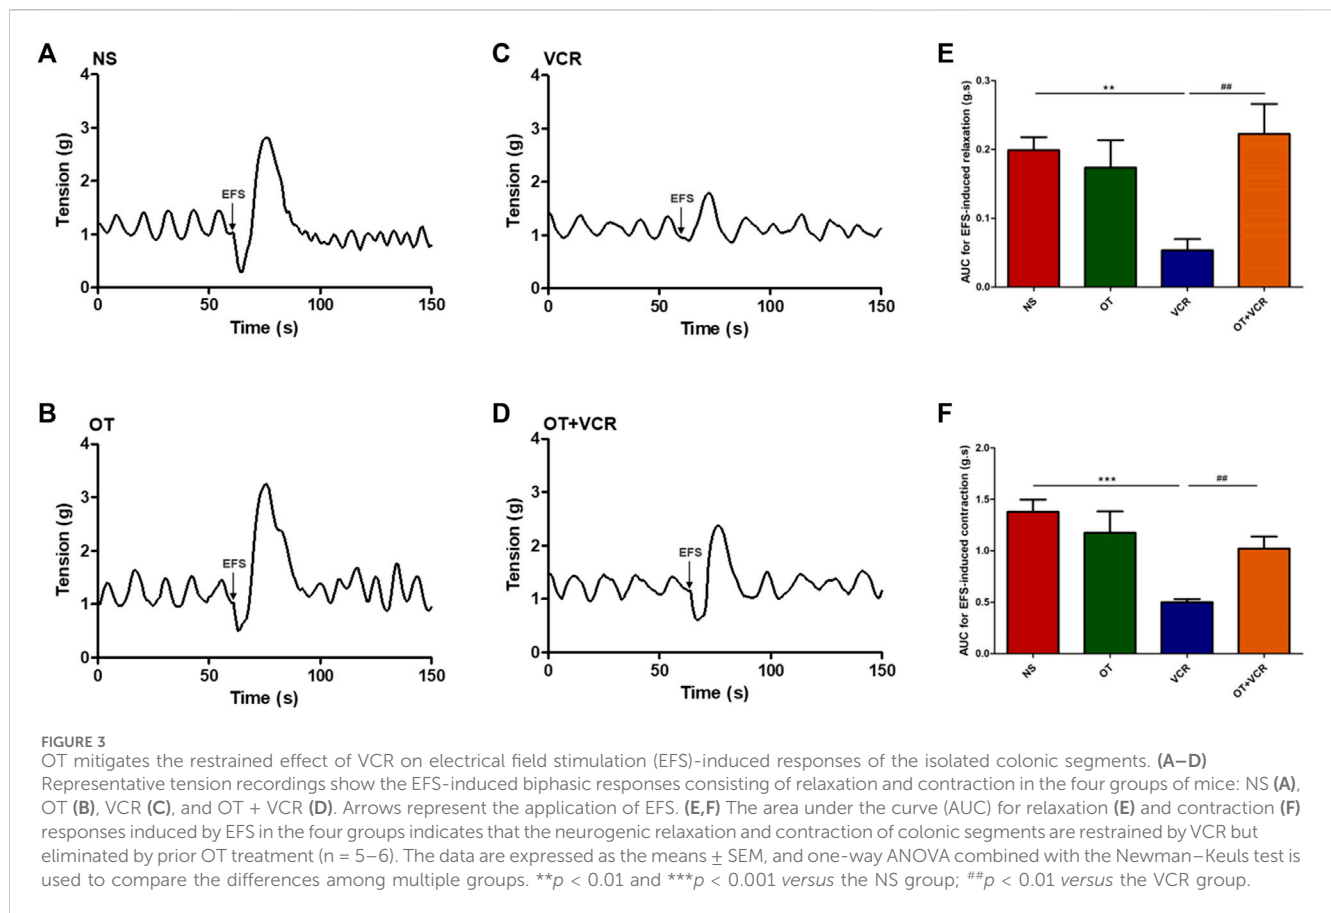 A
NS
4
3
2
1
0
Tension (g)
EFS
0
50
100
150
Time (s)
C
VCR
4
3
2
1
0
Tension (g)
EFS
0
50
100
150
Time (s)
E
0.3
0.2
0.1
0.0
AUC for EFS-induced relaxation (g.s)
**
##
NS
OT
VCR
OT+VCR
B
OT
4
3
2
1
0
Tension (g)
EFS
0
50
100
150
Time (s)
D
OT+VCR
4
3
2
1
0
Tension (g)
EFS
0
50
100
150
Time (s)
F
2.0
1.5
1.0
0.5
0.0
AUC for EFS-induced contraction (g.s)
***
##
NS
OT
VCR
OT+VCR
FIGURE 3
OT mitigates the restrained effect of VCR on electrical field stimulation (EFS)-induced responses of the isolated colonic segments. (A–D)
Representative tension recordings show the EFS-induced biphasic responses consisting of relaxation and contraction in the four groups of mice: NS (A),
OT (B), VCR (C), and OT + VCR (D). Arrows represent the application of EFS. (E,F) The area under the curve (AUC) for relaxation (E) and contraction (F)
responses induced by EFS in the four groups indicates that the neurogenic relaxation and contraction of colonic segments are restrained by VCR but
eliminated by prior OT treatment (n = 5–6). The data are expressed as the means ± SEM, and one-way ANOVA combined with the Newman–Keuls test is
used to compare the differences among multiple groups. **p < 0.01 and ***p < 0.001 versus the NS group; ##p < 0.01 versus the VCR group.